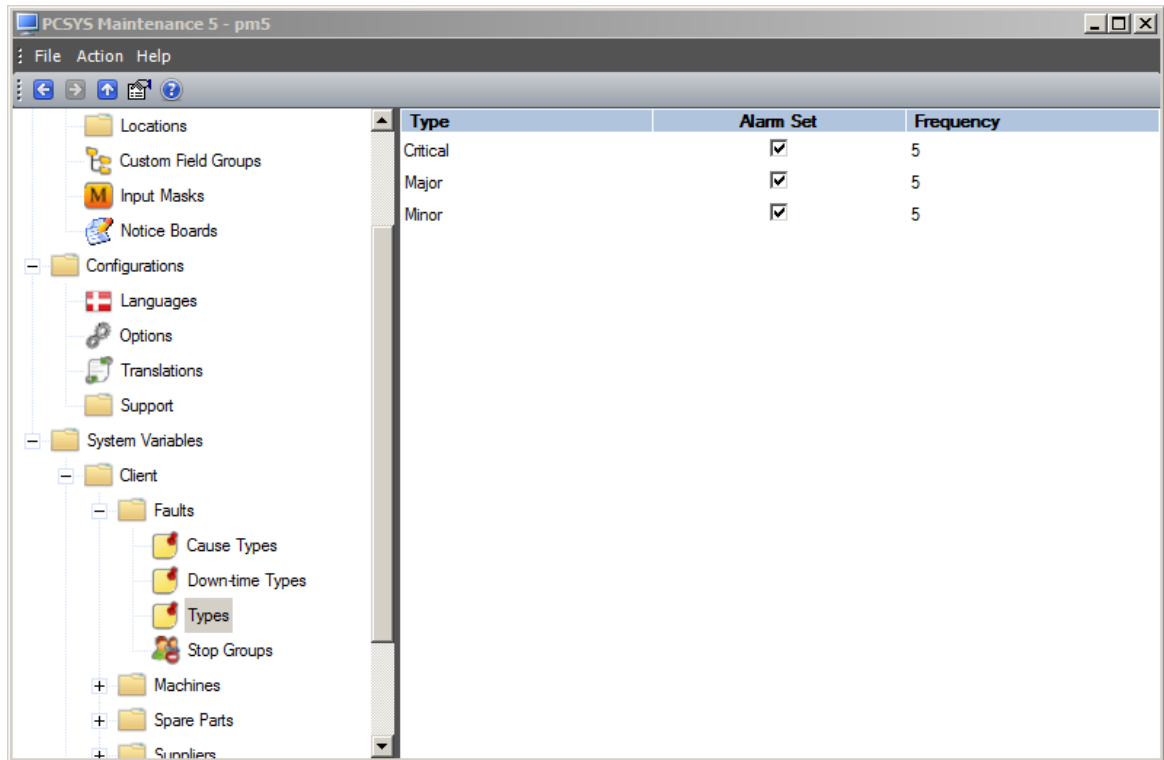 PCSYS Maintenance 5 - pm5
File Action Help
Locations
Custom Field Groups
M Input Masks
Notice Boards
Configurations
Languages
Options
Translations
Support
System Variables
Client
Faults
Cause Types
Down-time Types
Types
Stop Groups
Machines
Spare Parts
Suppliers
Type Alarm Set Frequency
Critical 5
Major 5
Minor 5